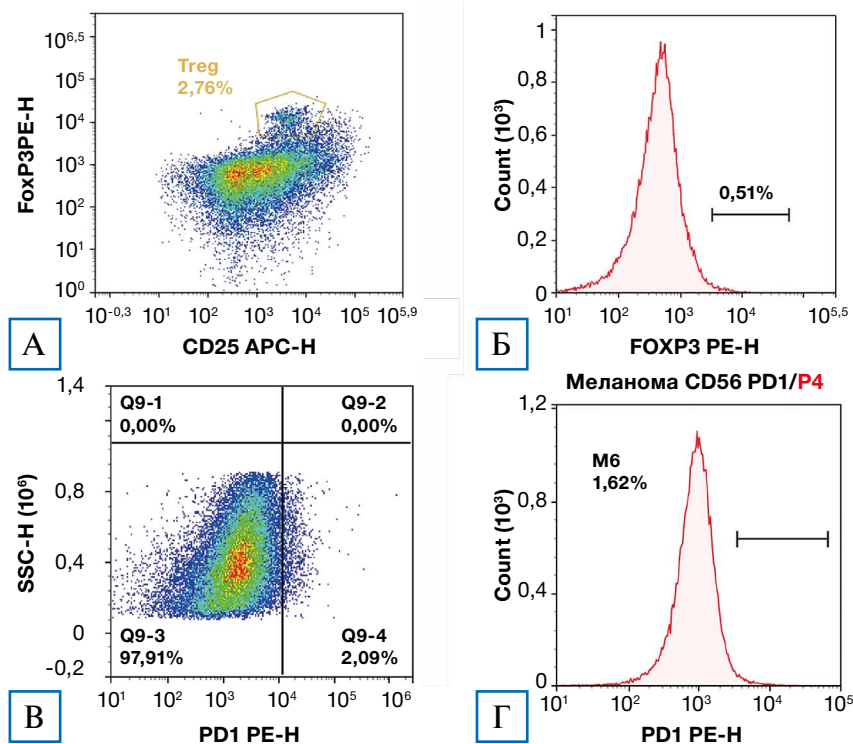 FoxP3PE-H
10^6,5
10^5
10^4
10^3
10^2
10^1
10^0
Treg
2,76%
10^-0,3 10^1 10^2 10^3 10^4 10^5 10^5,9
CD25 APC-H
А
Count (10^3)
1
0,8
0,6
0,4
0,2
0
0,51%
10^1 10^2 10^3 10^4 10^5,5
FOXP3 PE-H
Б
SSC-H (10^6)
1,4
0,8
0,4
0
-0,2
Q9-1
0,00%
Q9-2
0,00%
Q9-3
97,91%
Q9-4
2,09%
10^1 10^2 10^3 10^4 10^5 10^6
PD1 PE-H
В
Меланома CD56 PD1/P4
Count (10^3)
1,2
0,8
0,4
0
M6
1,62%
10^1 10^2 10^3 10^4 10^5
PD1 PE-H
Г